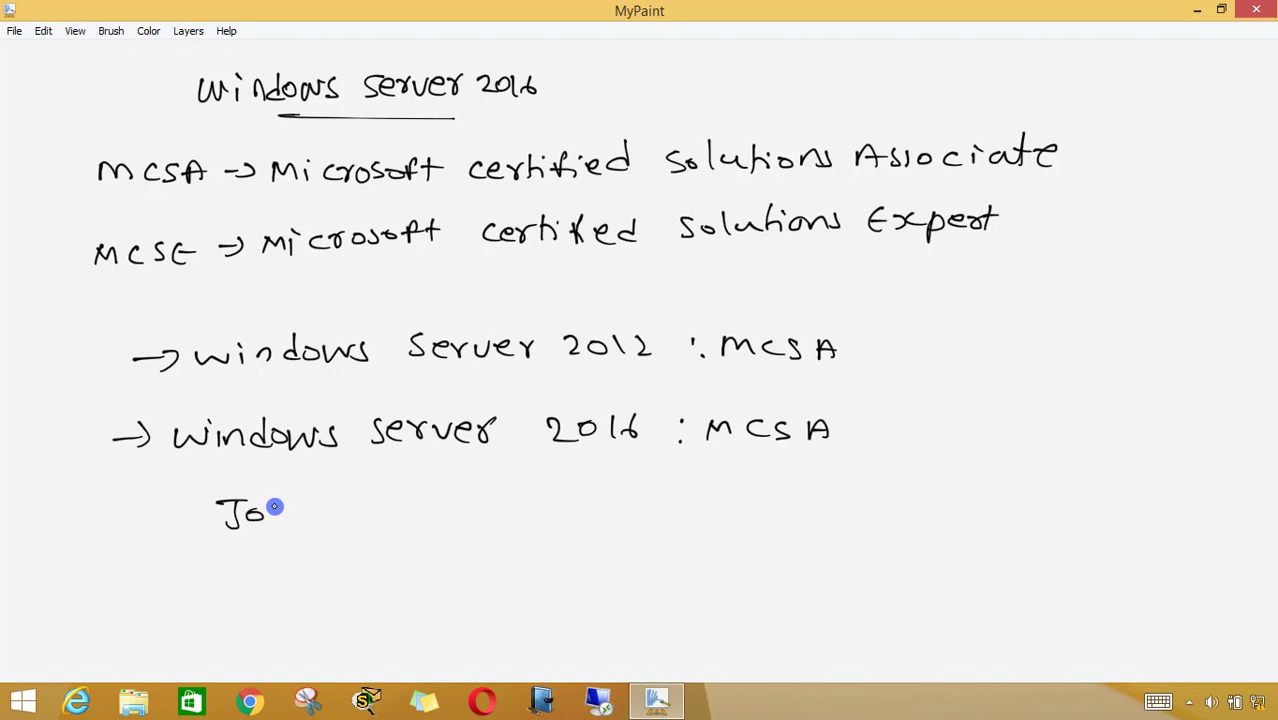 MyPaint
File Edit View Brush Color Layers Help
Windows Server 2016
MCSA → Microsoft certified Solutions Associate
MCSE → Microsoft certified Solutions Expert
→ Windows Server 2012 : MCSA
→ Windows Server 2016 : MCSA
Jo